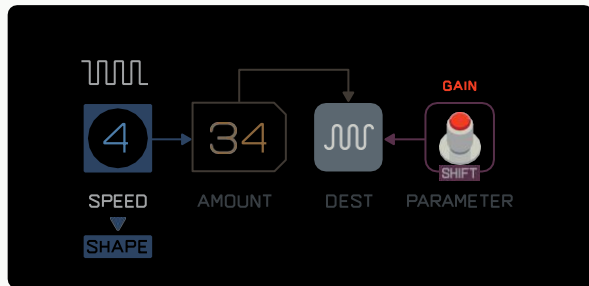 GAIN
4 34
SHIFT
SPEED AMOUNT DEST PARAMETER
SHAPE